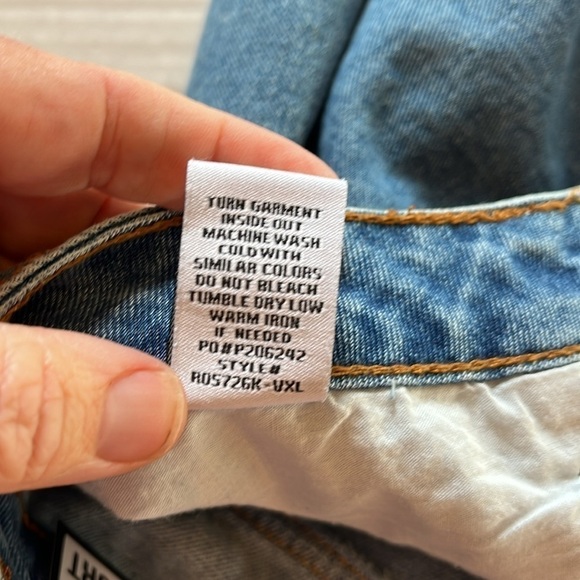 TURN GARMENT
INSIDE OUT
MACHINE WASH
COLD WITH
SIMILAR COLORS
DO NOT BLEACH
TUMBLE DRY LOW
WARM IRON
IF NEEDED
PO#P206242
STYLE#
R05726K-VXL